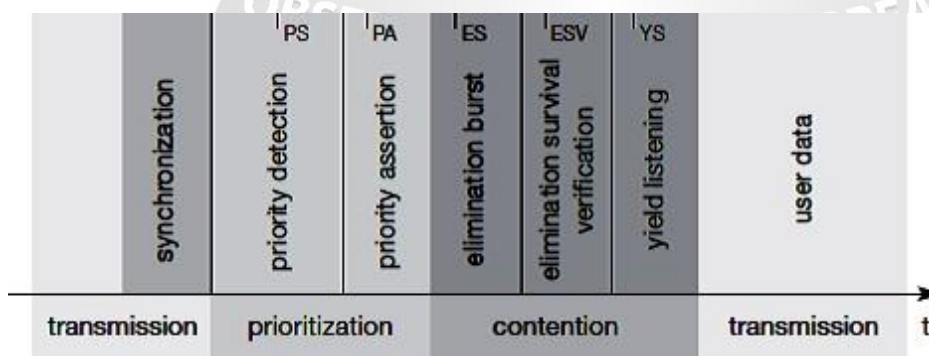 PS
PA
ES
ESV
YS
synchronization
priority detection
priority assertion
elimination burst
elimination survival
verification
yield listening
user data
transmission
prioritization
contention
transmission
t